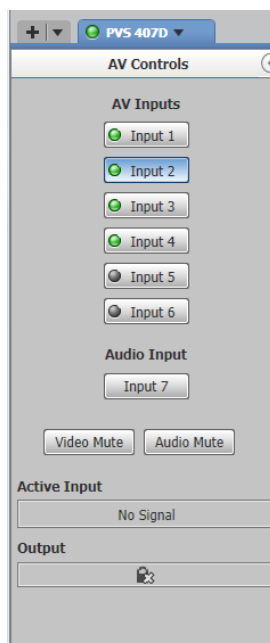 PVS 407D
AV Controls
AV Inputs
Input 1
Input 2
Input 3
Input 4
Input 5
Input 6
Audio Input
Input 7
Video Mute Audio Mute
Active Input
No Signal
Output